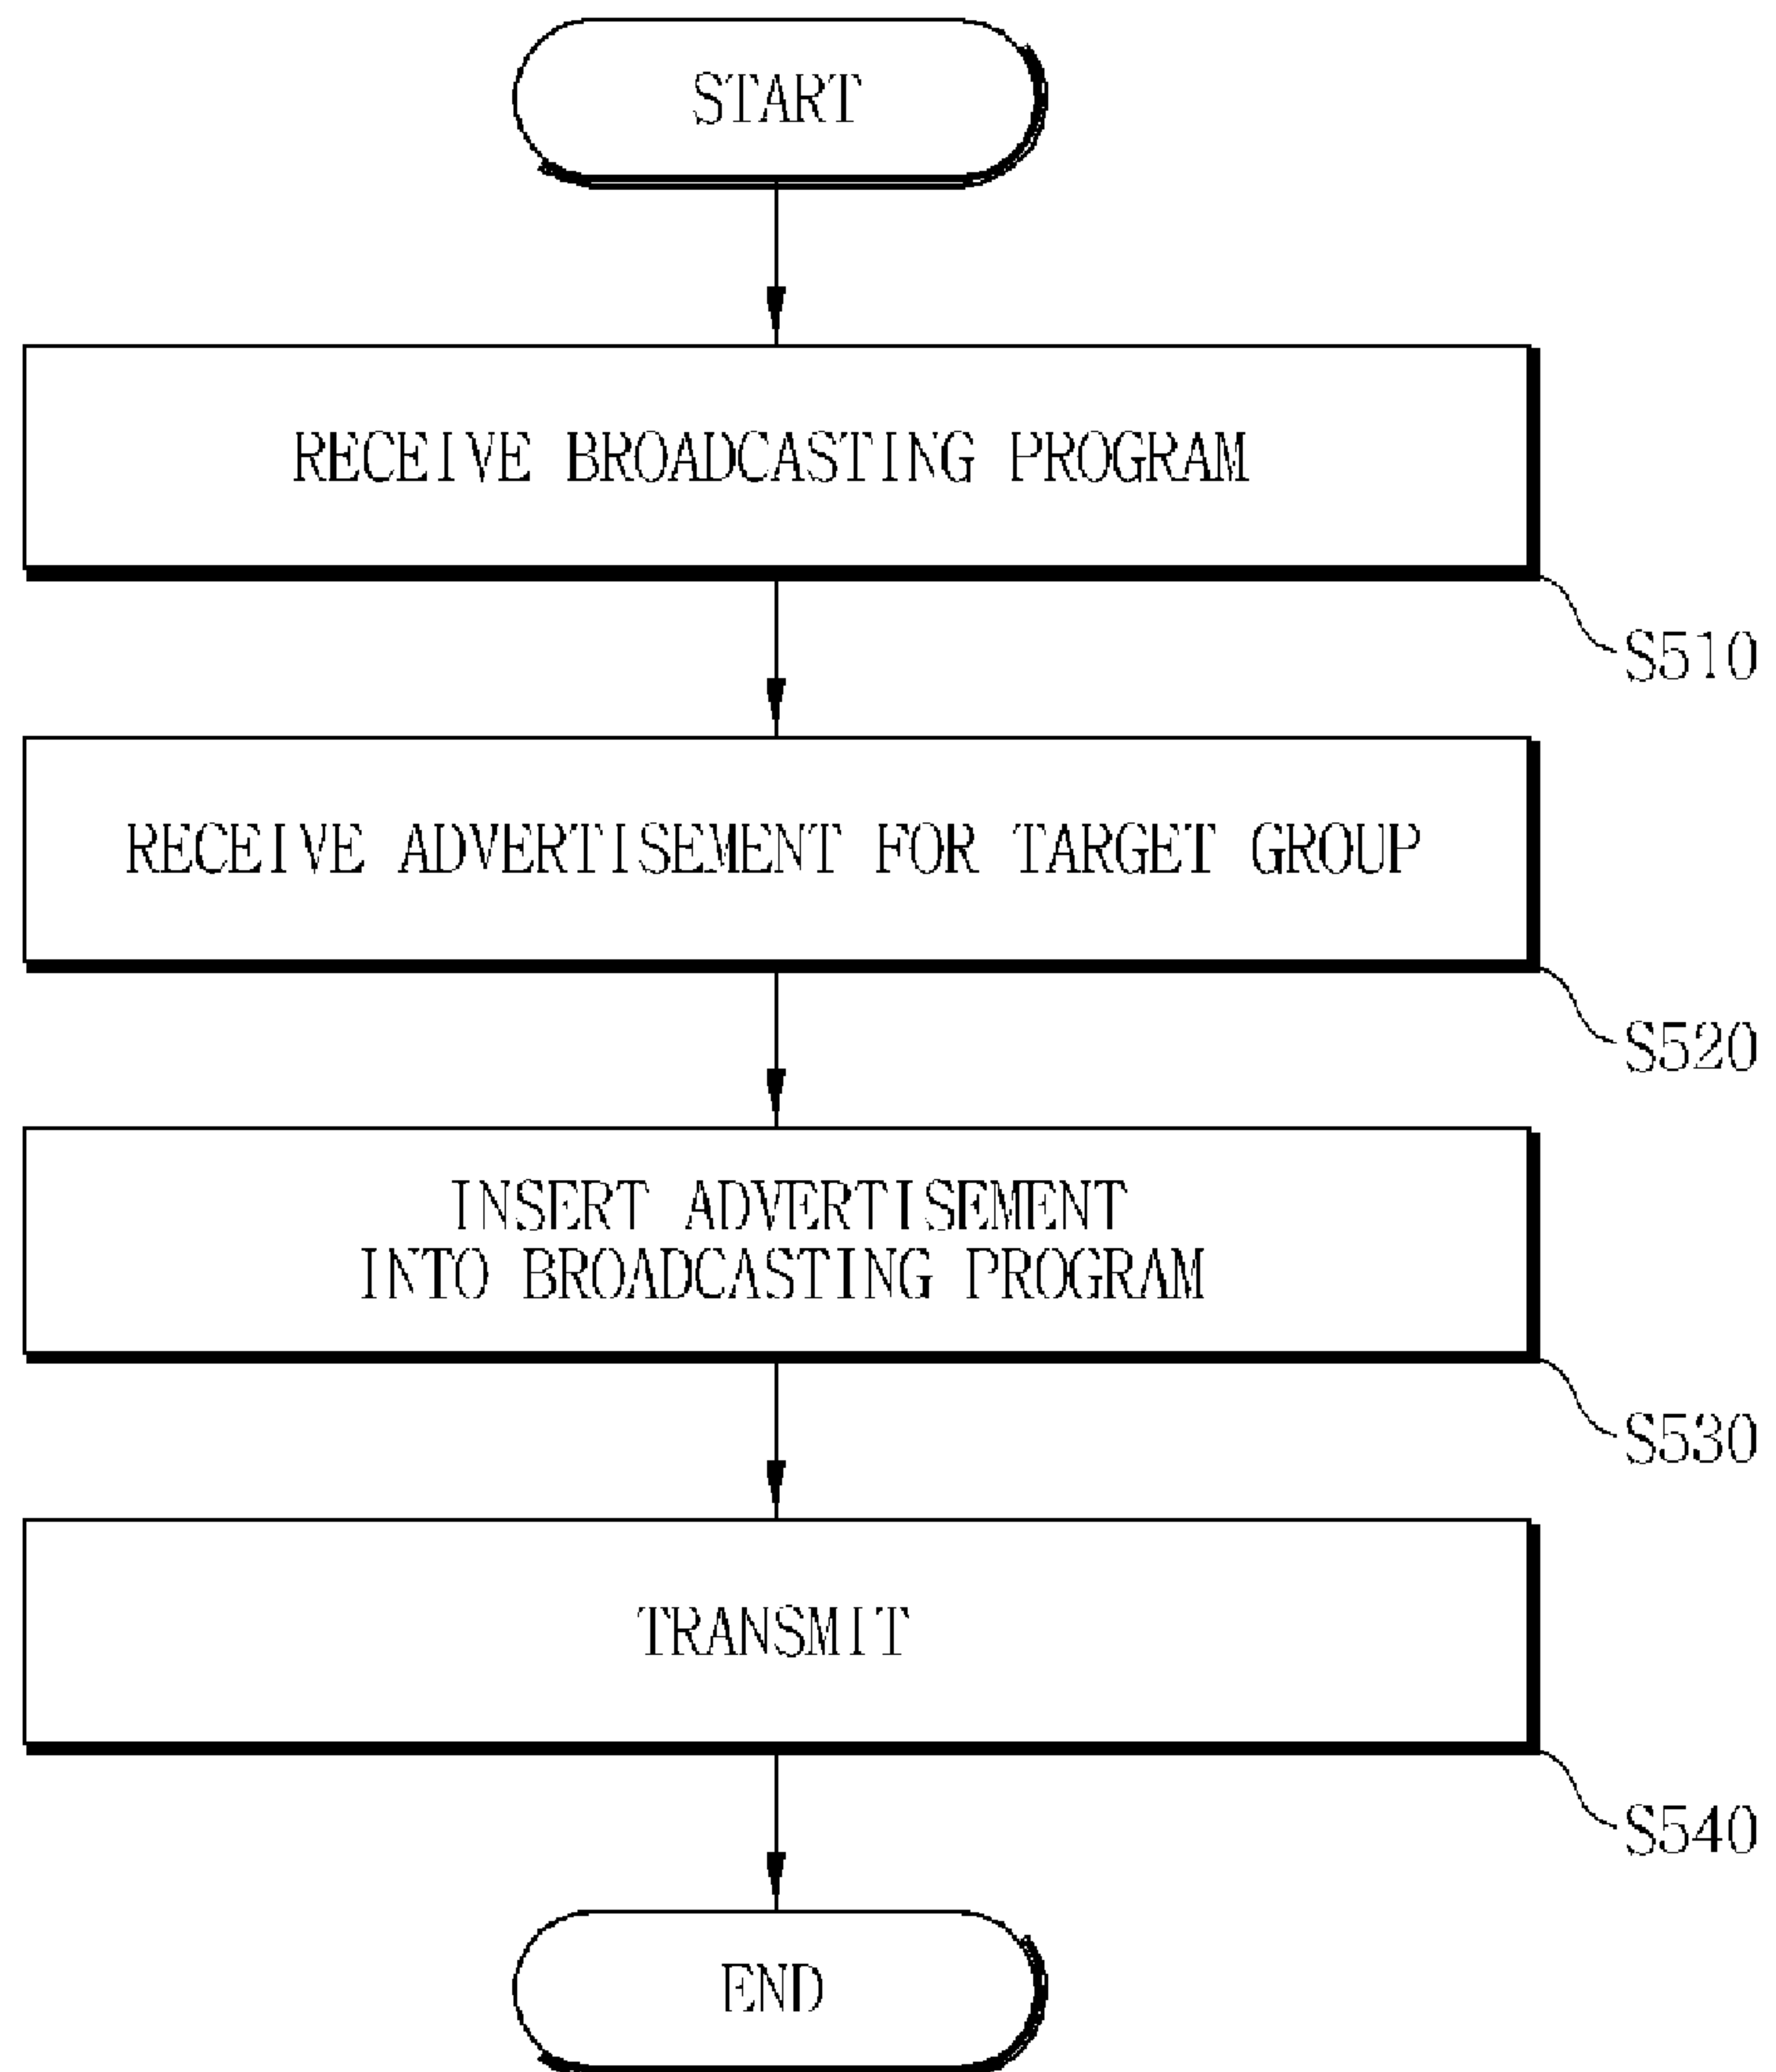 START
RECEIVE BROADCASTING PROGRAM
S510
RECEIVE ADVERTISEMENT FOR TARGET GROUP
S520
INSERT ADVERTISEMENT
INTO BROADCASTING PROGRAM
S530
TRANSMIT
S540
END